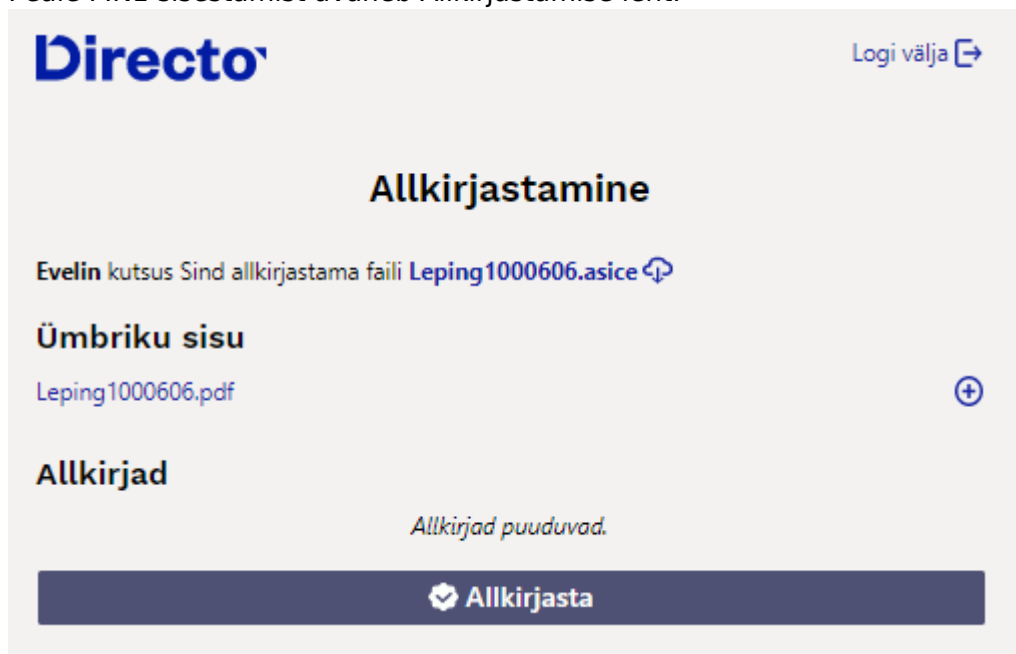 Directo
Logi välja
Allkirjastamine
Evelin kutsus Sind allkirjastama faili Leping1000606.asice
Ümbriku sisu
Leping1000606.pdf
Allkirjad
Allkirjad puuduvad.
Allkirjasta